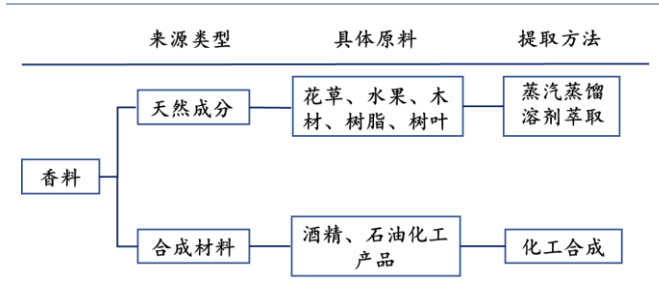 来源类型 具体原料 提取方法
天然成分
花草、水果、木
材、树脂、树叶
蒸汽蒸馏
溶剂萃取
香料
合成材料
酒精、石油化工
产品
化工合成